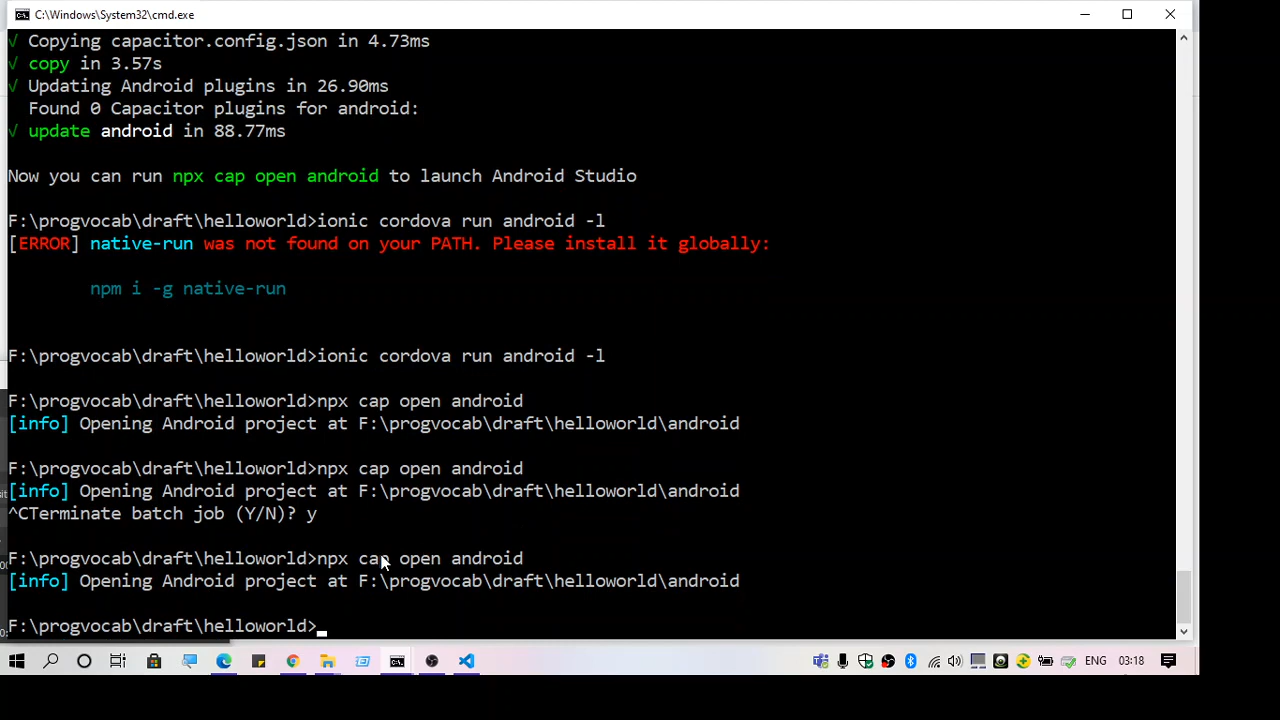 C:\Windows\System32\cmd.exe
√ Copying capacitor.config.json in 4.73ms
√ copy in 3.57s
√ Updating Android plugins in 26.90ms
Found 0 Capacitor plugins for android:
√ update android in 88.77ms
Now you can run npx cap open android to launch Android Studio
F:\progvocab\draft\helloworld>ionic cordova run android -l
[ERROR] native-run was not found on your PATH. Please install it globally:
npm i -g native-run
F:\progvocab\draft\helloworld>ionic cordova run android -l
F:\progvocab\draft\helloworld>npx cap open android
[info] Opening Android project at F:\progvocab\draft\helloworld\android
F:\progvocab\draft\helloworld>npx cap open android
[info] Opening Android project at F:\progvocab\draft\helloworld\android
^CTerminate batch job (Y/N)? y
F:\progvocab\draft\helloworld>npx cap open android
[info] Opening Android project at F:\progvocab\draft\helloworld\android
F:\progvocab\draft\helloworld>
ENG 03:18